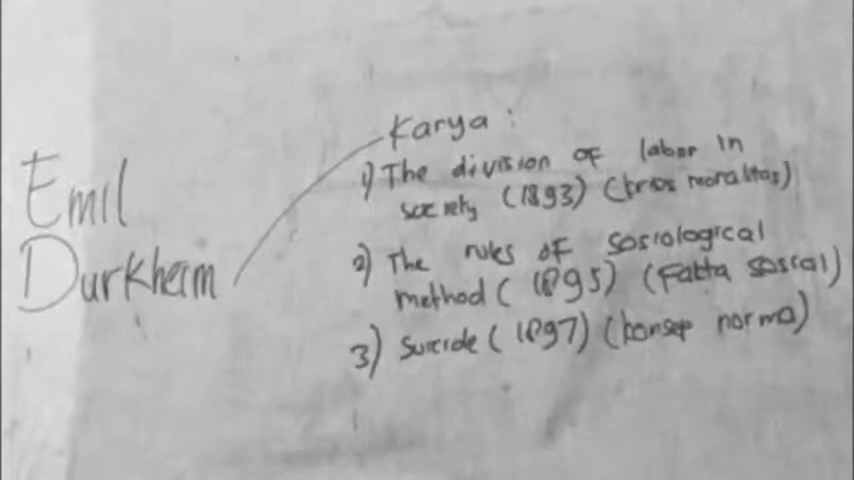 Emil
Durkheim
Karya :
1) The division of labor in
society (1893) (krisis moralitas)
2) The rules of sosiological
method ( 1895) (Fakta sosial)
3) Suicide ( 1897) (konsep norma)